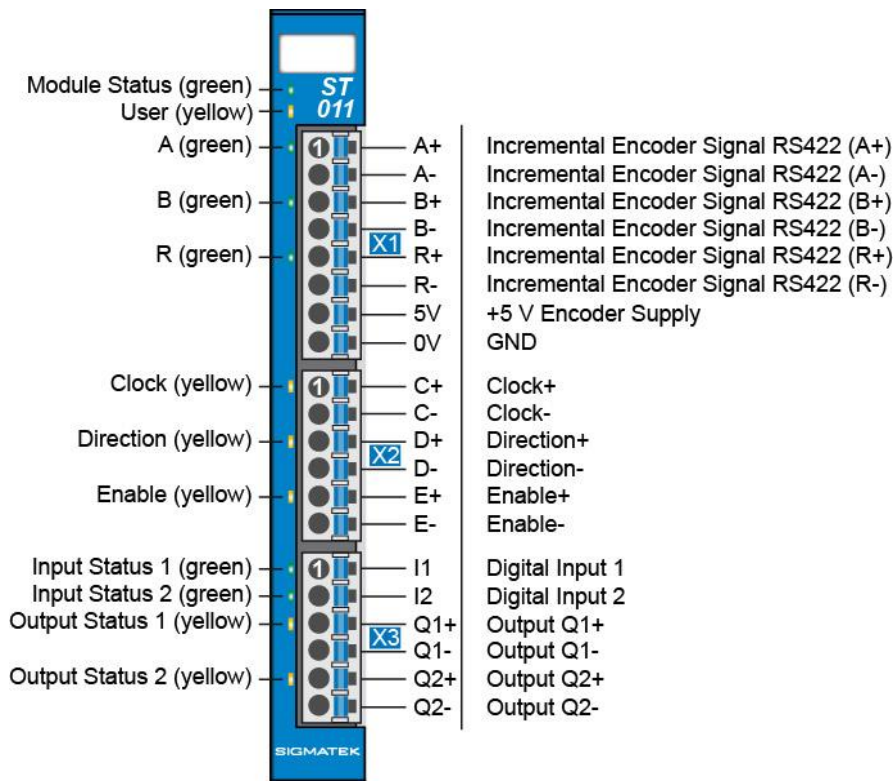 Module Status (green)
User (yellow)
A (green)
B (green)
R (green)
Clock (yellow)
Direction (yellow)
Enable (yellow)
Input Status 1 (green)
Input Status 2 (green)
Output Status 1 (yellow)
Output Status 2 (yellow)
ST
011
1
X1
1
X2
1
X3
SIGMATEK
A+ Incremental Encoder Signal RS422 (A+)
A- Incremental Encoder Signal RS422 (A-)
B+ Incremental Encoder Signal RS422 (B+)
B- Incremental Encoder Signal RS422 (B-)
R+ Incremental Encoder Signal RS422 (R+)
R- Incremental Encoder Signal RS422 (R-)
5V +5 V Encoder Supply
0V GND
C+ Clock+
C- Clock-
D+ Direction+
D- Direction-
E+ Enable+
E- Enable-
I1 Digital Input 1
I2 Digital Input 2
Q1+ Output Q1+
Q1- Output Q1-
Q2+ Output Q2+
Q2- Output Q2-